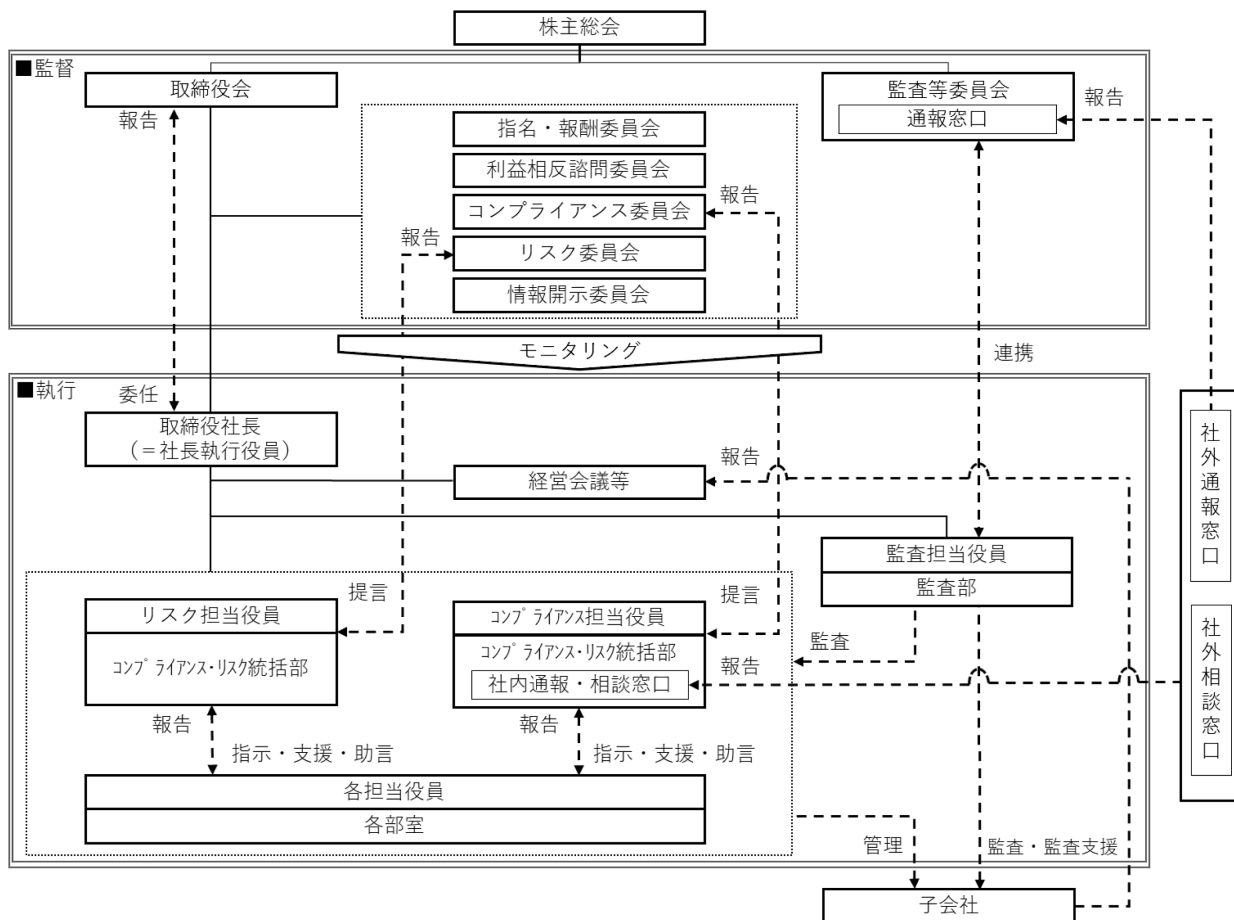 株主総会
■監督
取締役会
監査等委員会
通報窓口
報告
報告
指名・報酬委員会
利益相反諮問委員会
コンプライアンス委員会
報告
リスク委員会
報告
情報開示委員会
モニタリング
連携
■執行
委任
取締役社長
（＝社長執行役員）
経営会議等
報告
社外通報窓口
監査担当役員
監査部
リスク担当役員
コンプライアンス・リスク統括部
提言
コンプライアンス担当役員
コンプライアンス・リスク統括部
社内通報・相談窓口
提言
監査
報告
社外相談窓口
報告
指示・支援・助言
報告
指示・支援・助言
各担当役員
各部室
管理
監査・監査支援
子会社